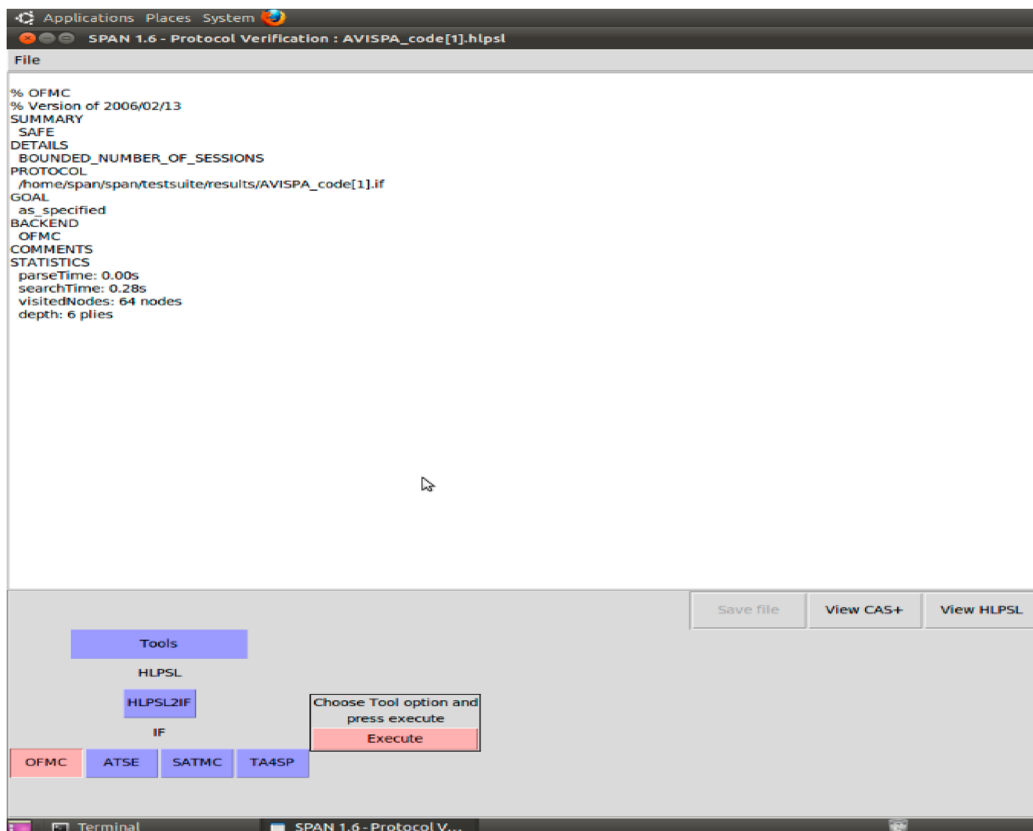 Applications Places System
SPAN 1.6 - Protocol Verification : AVISPA_code[1].hlpsl
File
% OFMC
% Version of 2006/02/13
SUMMARY
SAFE
DETAILS
BOUNDED_NUMBER_OF_SESSIONS
PROTOCOL
/home/span/span/testsuite/results/AVISPA_code[1].if
GOAL
as_specified
BACKEND
OFMC
COMMENTS
STATISTICS
parseTime: 0.00s
searchTime: 0.28s
visitedNodes: 64 nodes
depth: 6 plies
Save file View CAS+ View HLPSL
Tools
HLPSL
HLPSL2IF
IF
OFMC ATSE SATMC TA4SP
Choose Tool option and
press execute
Execute
Terminal SPAN 1.6 - Protocol V...